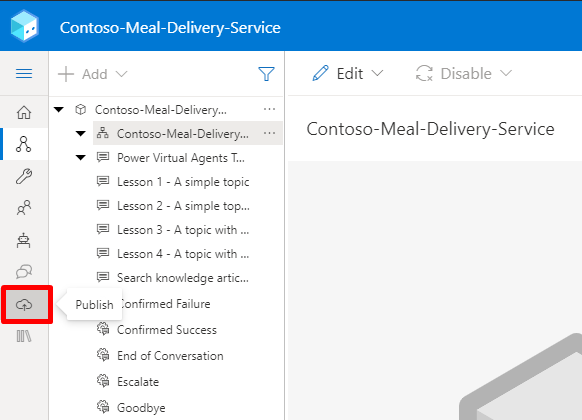 Contoso-Meal-Delivery-Service
Add
Edit
Disable
Contoso-Meal-Delivery...
Contoso-Meal-Delivery...
Contoso-Meal-Delivery-Service
Power Virtual Agents T...
Lesson 1 - A simple topic
Lesson 2 - A simple top...
Lesson 3 - A topic with ...
Lesson 4 - A topic with ...
Search knowledge artic...
Publish
Confirmed Failure
Confirmed Success
End of Conversation
Escalate
Goodbye